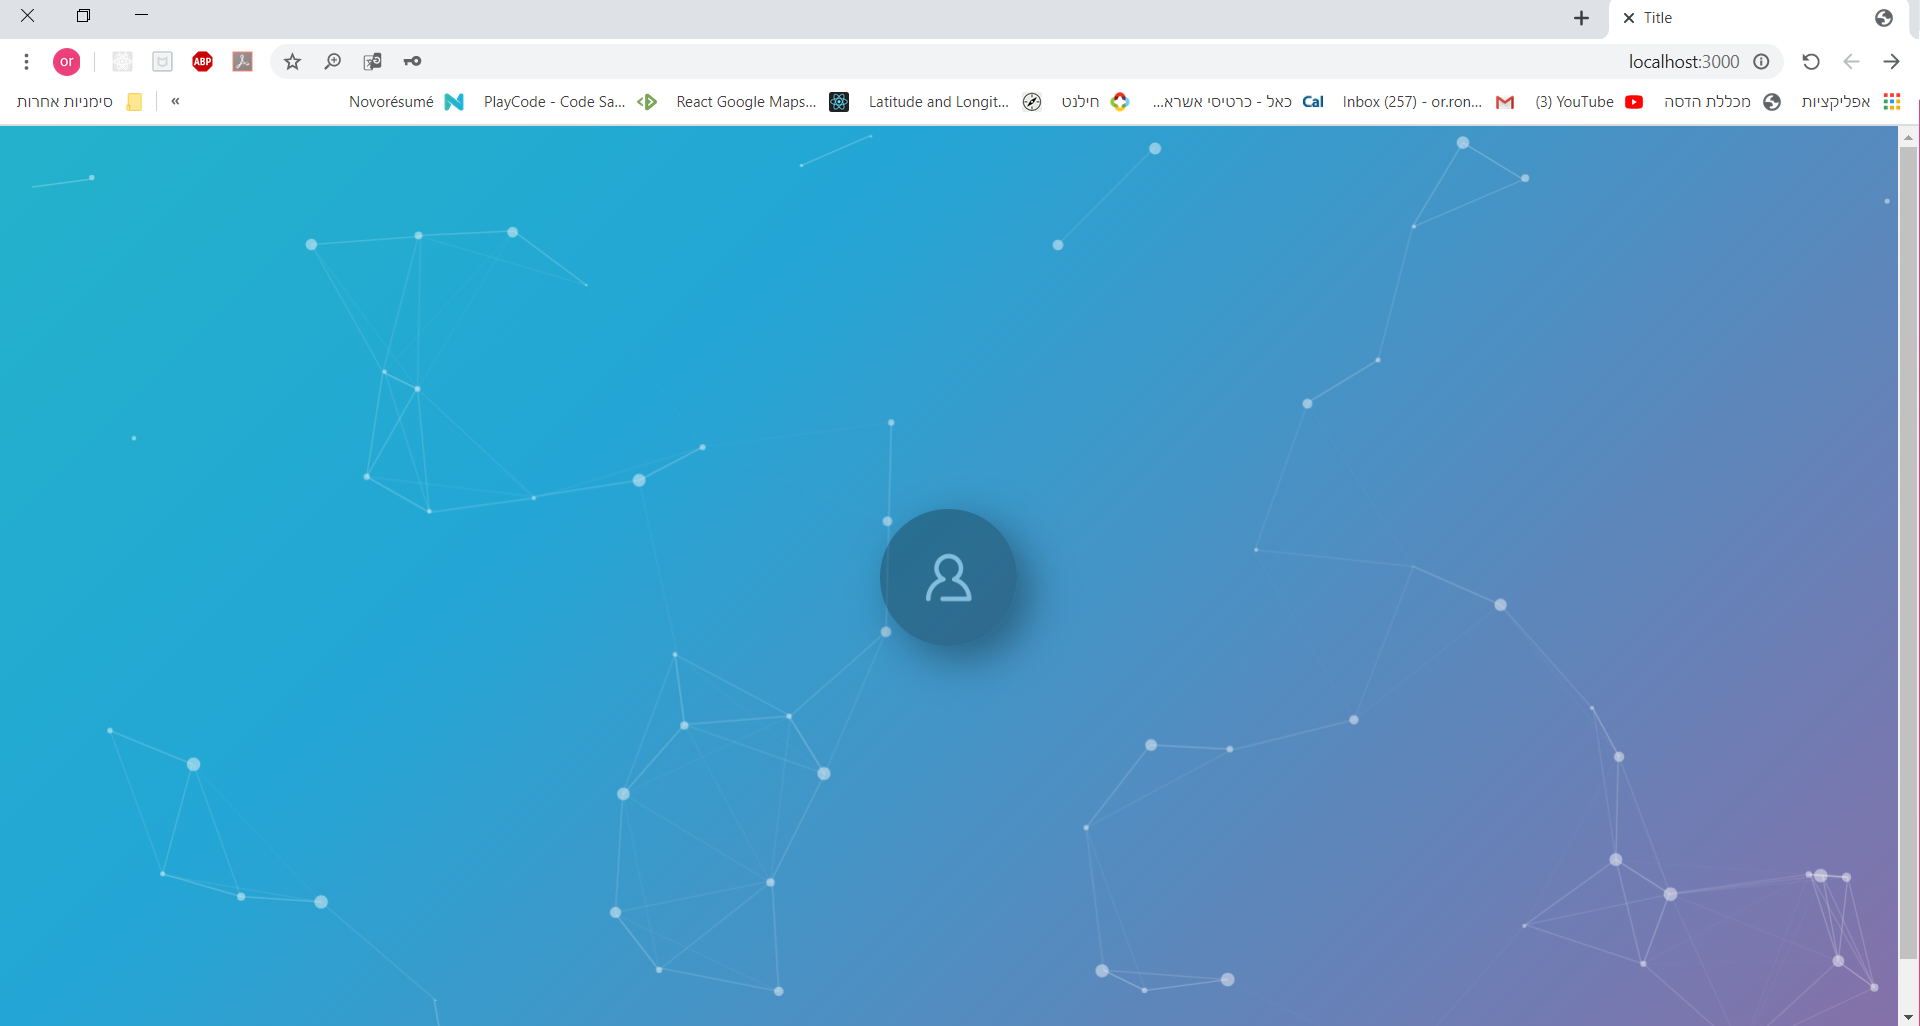 Title
or
ABP
localhost:3000
אפליקציות
מכללת הדסה
(3) YouTube
Inbox (257) - or.ron...
Cal
כאל - כרטיסי אשרא...
חילנט
Latitude and Longit...
React Google Maps...
PlayCode - Code Sa...
Novorésumé
«
סימניות אחרות